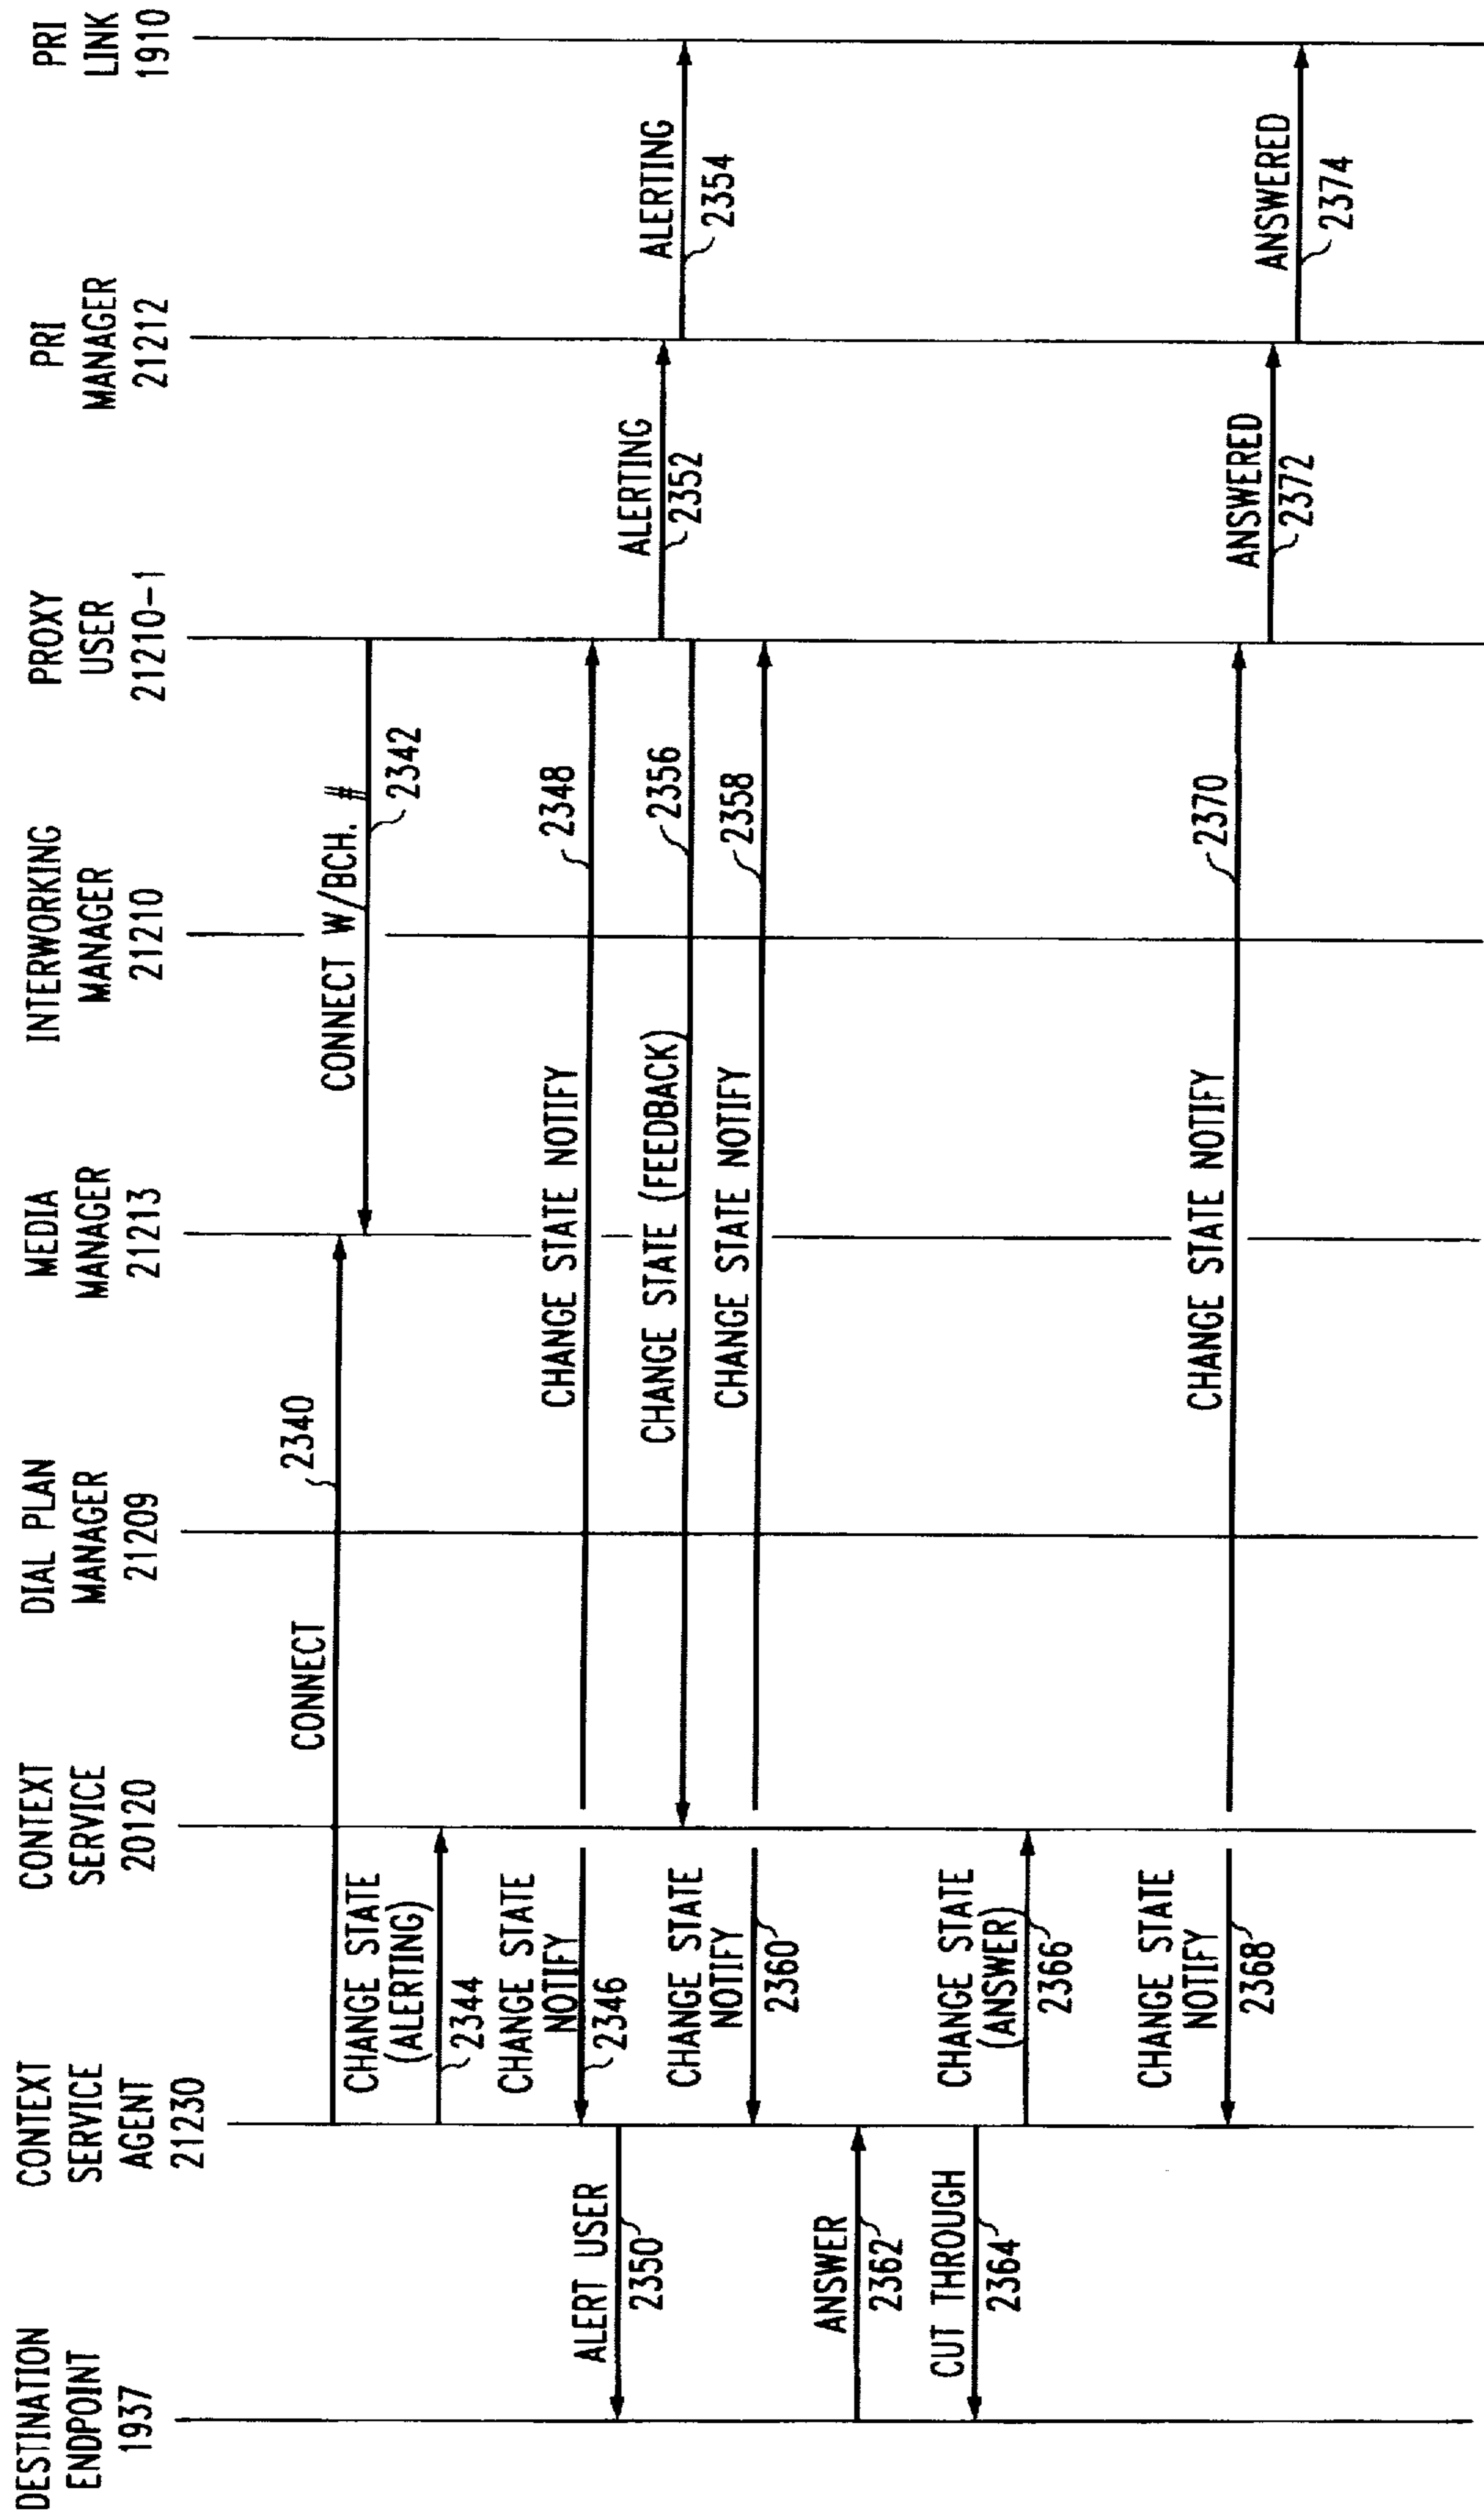 DESTINATION
ENDPOINT
1937
CONTEXT
SERVICE
AGENT
21230
CONTEXT
SERVICE
20120
DIAL PLAN
MANAGER
21209
MEDIA
MANAGER
21213
INTERWORKING
MANAGER
21210
PROXY
USER
21210-1
PRI
MANAGER
21212
PRI
LINK
1910
CONNECT
2340
CONNECT W/BCH. #
2342
CHANGE STATE
(ALERTING)
2344
CHANGE STATE
NOTIFY
2346
CHANGE STATE NOTIFY
2348
ALERT USER
2350
ALERTING
2352
ALERTING
2354
CHANGE STATE (FEEDBACK)
2356
CHANGE STATE NOTIFY
2358
CHANGE STATE
NOTIFY
2360
ANSWER
2362
CUT THROUGH
2364
CHANGE STATE
(ANSWER)
2366
CHANGE STATE
NOTIFY
2368
CHANGE STATE NOTIFY
2370
ANSWERED
2372
ANSWERED
2374